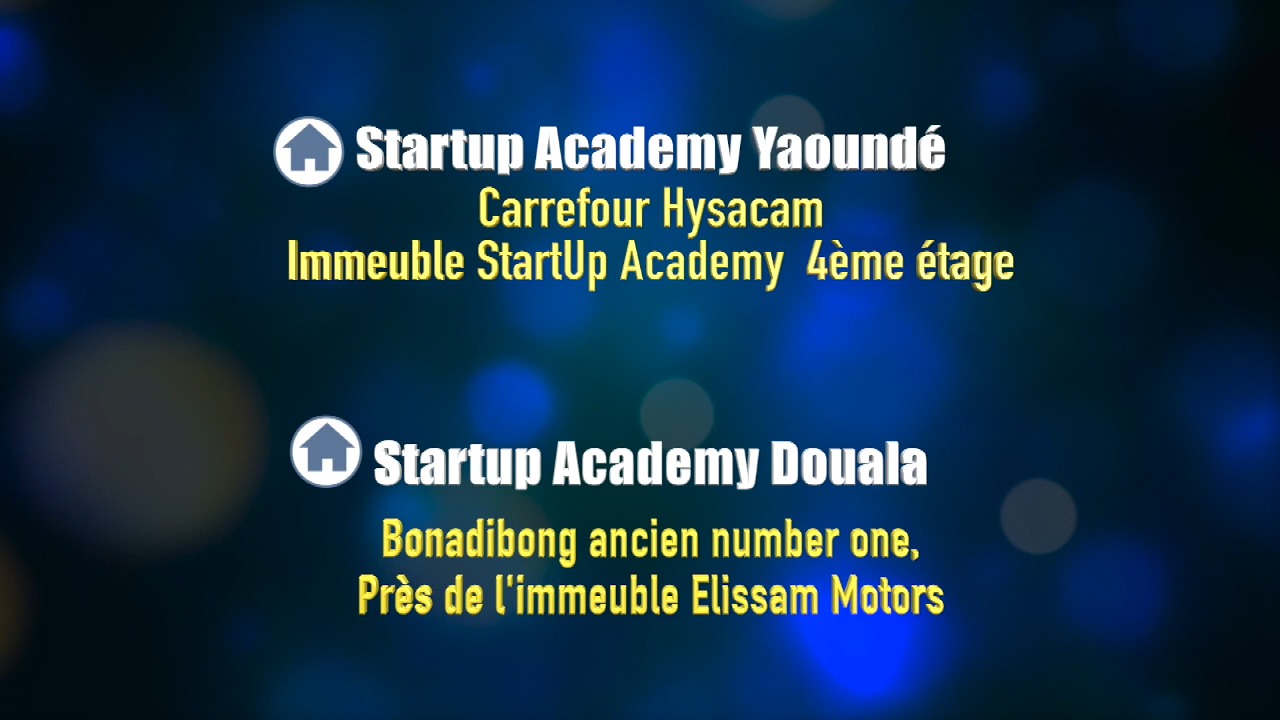 Startup Academy Yaoundé
Carrefour Hysacam
Immeuble StartUp Academy 4ème étage
Startup Academy Douala
Bonadibong ancien number one,
Près de l'immeuble Elissam Motors